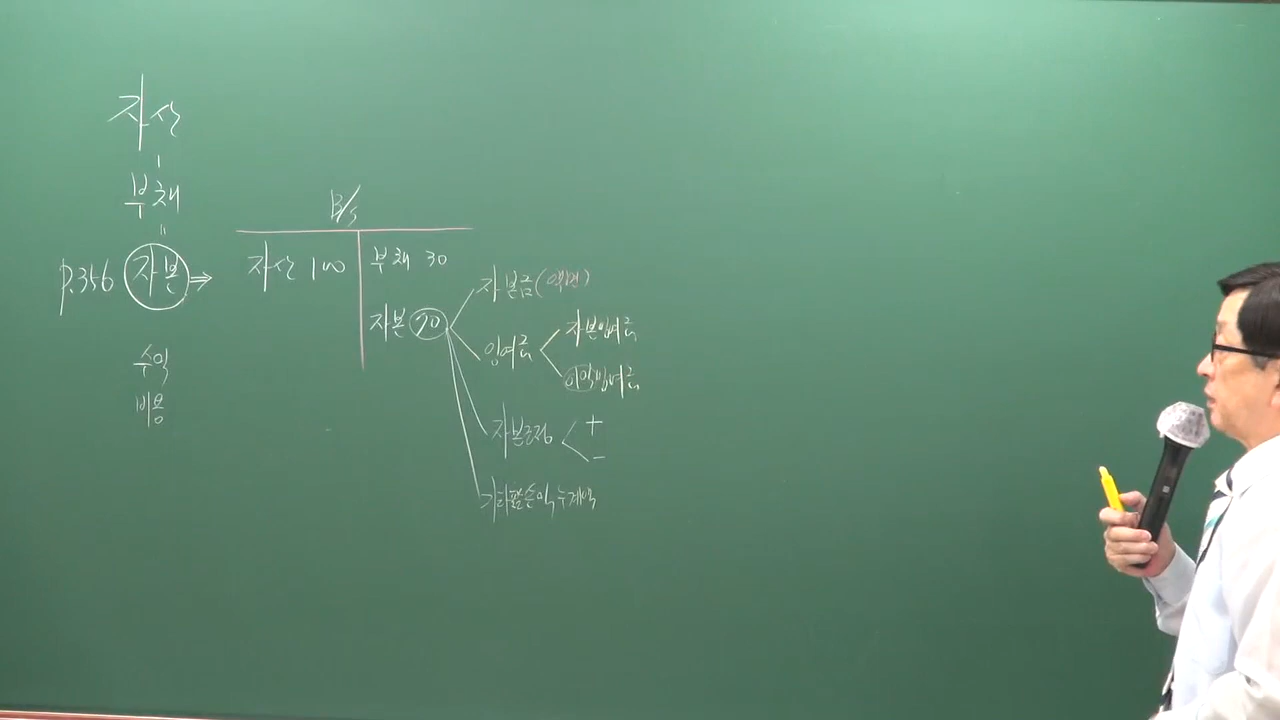 자산
-
부채
=
p.356 자본 ⇒
수익
비용
B/S
자산 100 부채 30
자본 70
자본금(액면)
잉여금
자본잉여금
이익잉여금
자본조정
+
-
기타포괄손익누계액